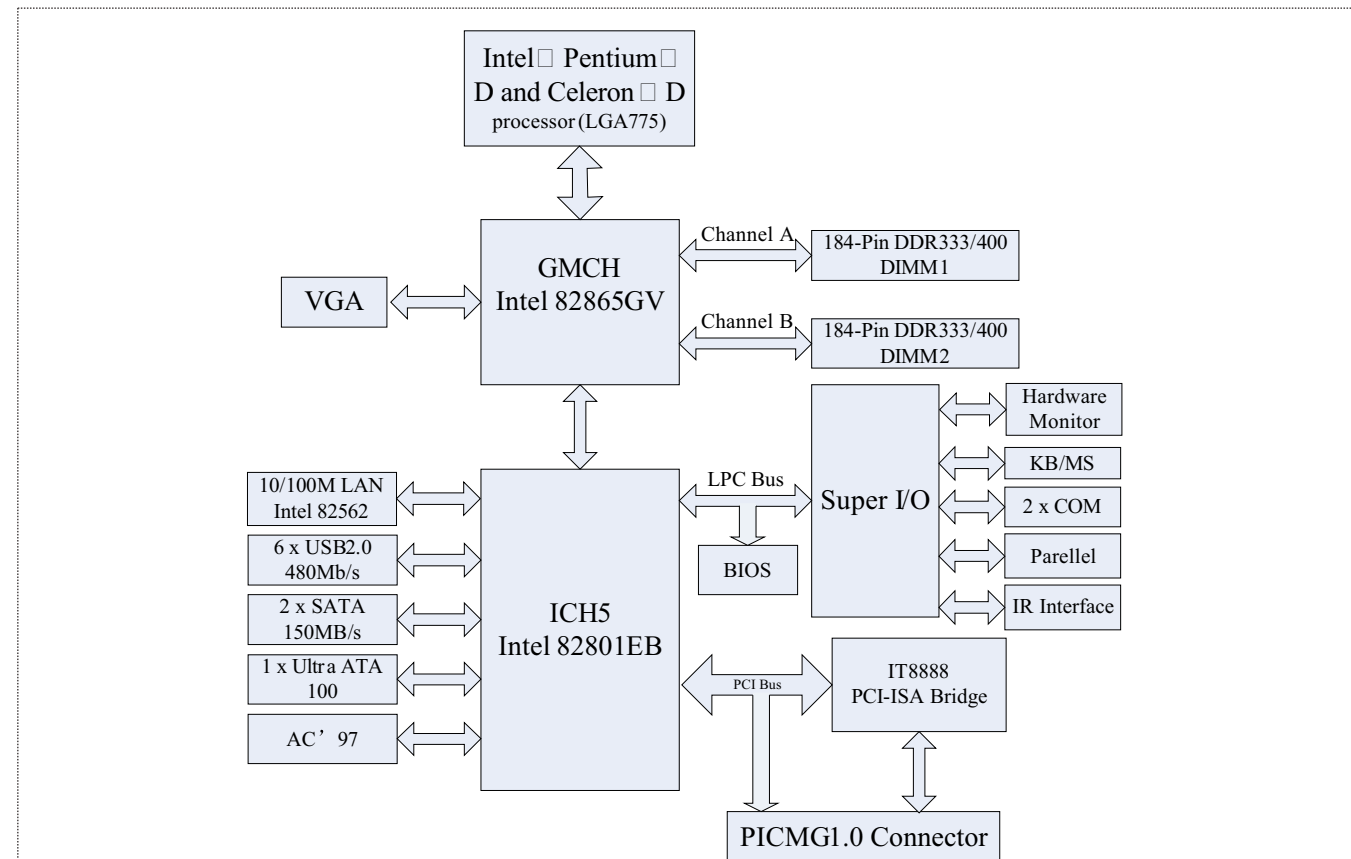 Intel□ Pentium□
D and Celeron□ D
processor(LGA775)
GMCH
Intel 82865GV
VGA
Channel A
184-Pin DDR333/400
DIMM1
Channel B
184-Pin DDR333/400
DIMM2
10/100M LAN
Intel 82562
6 x USB2.0
480Mb/s
2 x SATA
150MB/s
1 x Ultra ATA
100
AC’97
ICH5
Intel 82801EB
LPC Bus
BIOS
Super I/O
Hardware
Monitor
KB/MS
2 x COM
Parellel
IR Interface
PCI Bus
IT8888
PCI-ISA Bridge
PICMG1.0 Connector